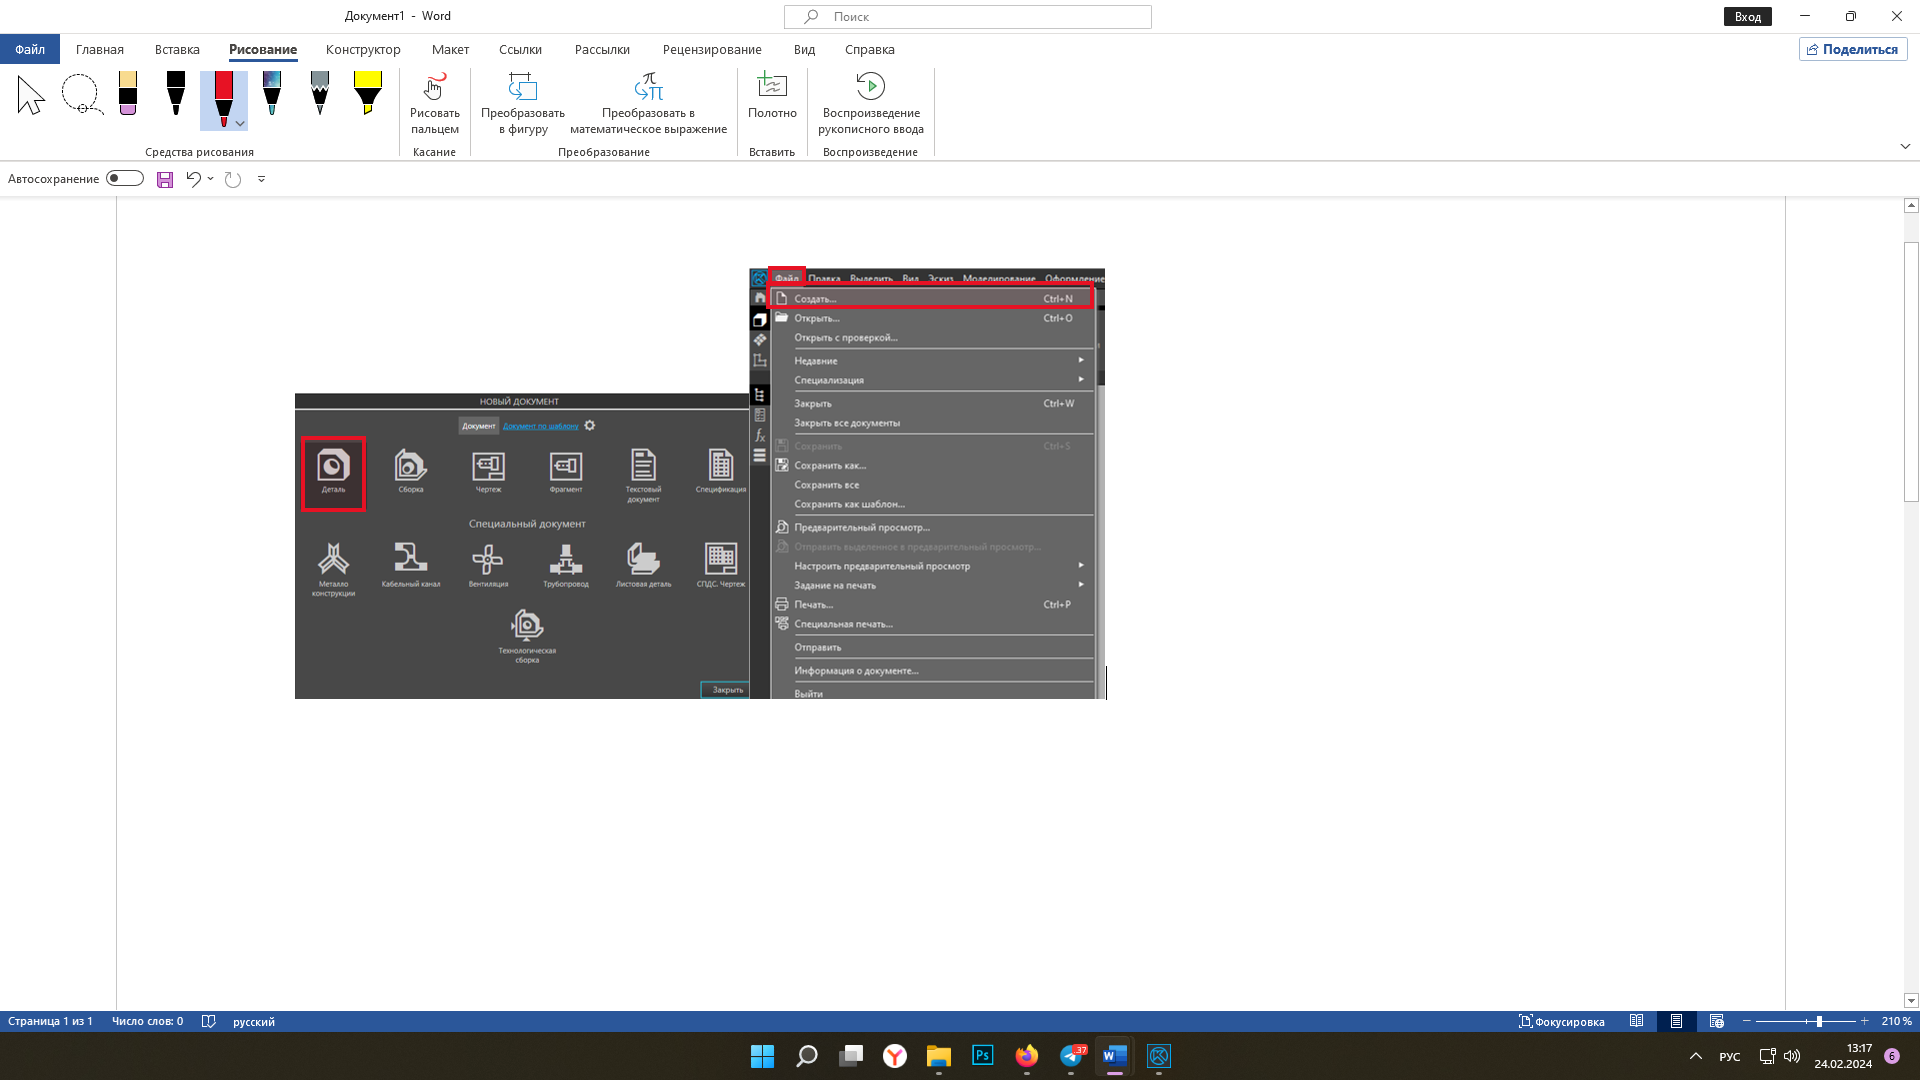 Документ1 - Word
Поиск
Вход
Файл
Главная
Вставка
Рисование
Конструктор
Макет
Ссылки
Рассылки
Рецензирование
Вид
Справка
Поделиться
Рисовать
пальцем
Преобразовать
в фигуру
Преобразовать в
математическое выражение
Полотно
Воспроизведение
рукописного ввода
Средства рисования
Касание
Преобразование
Вставить
Воспроизведение
Автосохранение
Файл Правка Выделить Вид Эскиз Моделирование Оформление
Создать... Ctrl+N
Открыть... Ctrl+O
Открыть с проверкой...
Недавние
Специализация
Закрыть Ctrl+W
Закрыть все документы
Сохранить Ctrl+S
Сохранить как...
Сохранить все
Сохранить как шаблон...
Предварительный просмотр...
Отправить выделенное в предварительный просмотр...
Настроить предварительный просмотр
Задание на печать
Печать... Ctrl+P
Специальная печать...
Отправить
Информация о документе...
Выйти
НОВЫЙ ДОКУМЕНТ
Документ Документ по шаблону
Деталь
Сборка
Чертеж
Фрагмент
Текстовый
документ
Спецификация
Специальный документ
Металло
конструкции
Кабельный канал
Вентиляция
Трубопровод
Листовая деталь
СПДС. Чертеж
Технологическая
сборка
Закрыть
Страница 1 из 1
Число слов: 0
русский
Фокусировка
210 %
Ps
37
W
РУС
13:17
24.02.2024
6